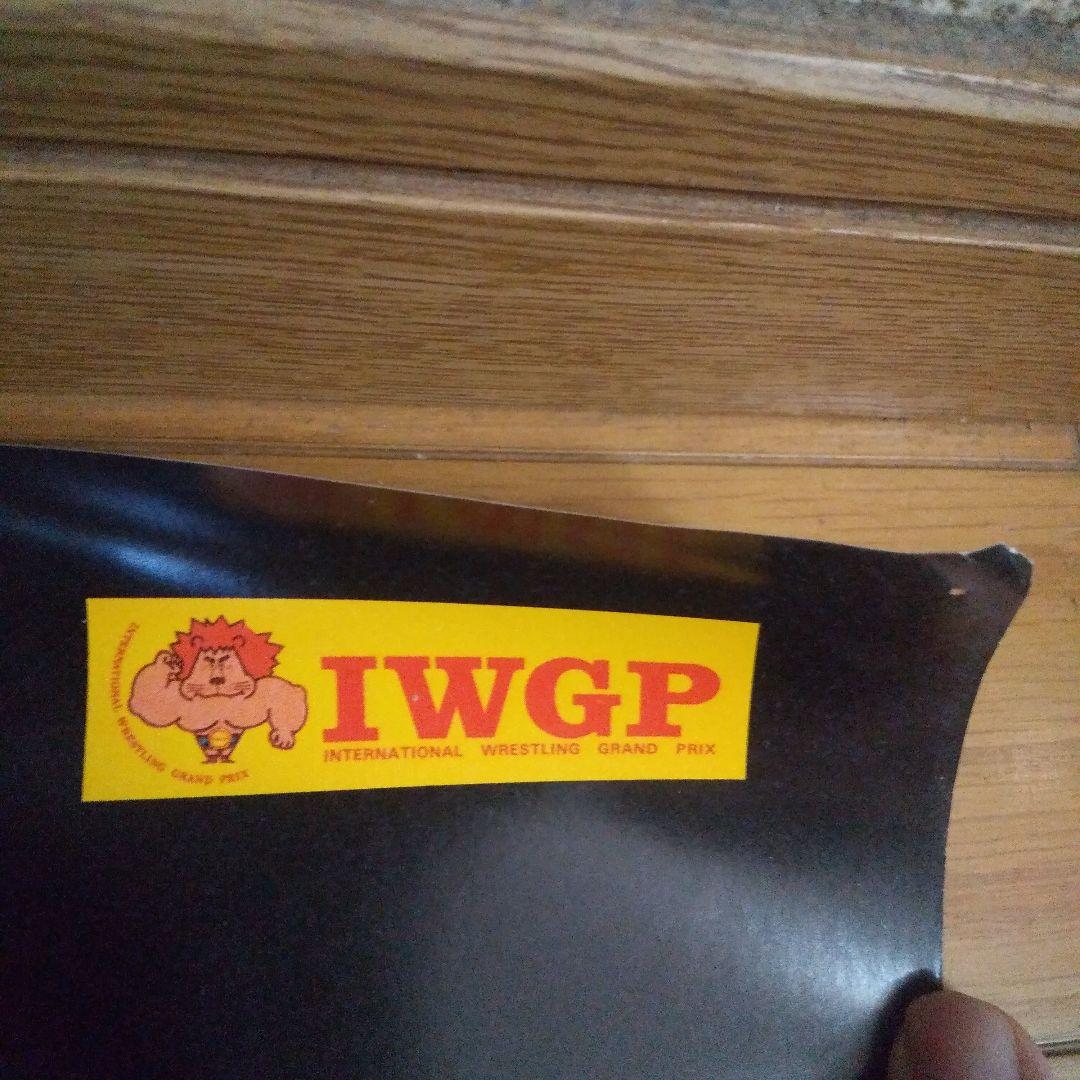 INTERNATIONAL WRESTLING GRAND PRIX
IWGP
INTERNATIONAL WRESTLING GRAND PRIX